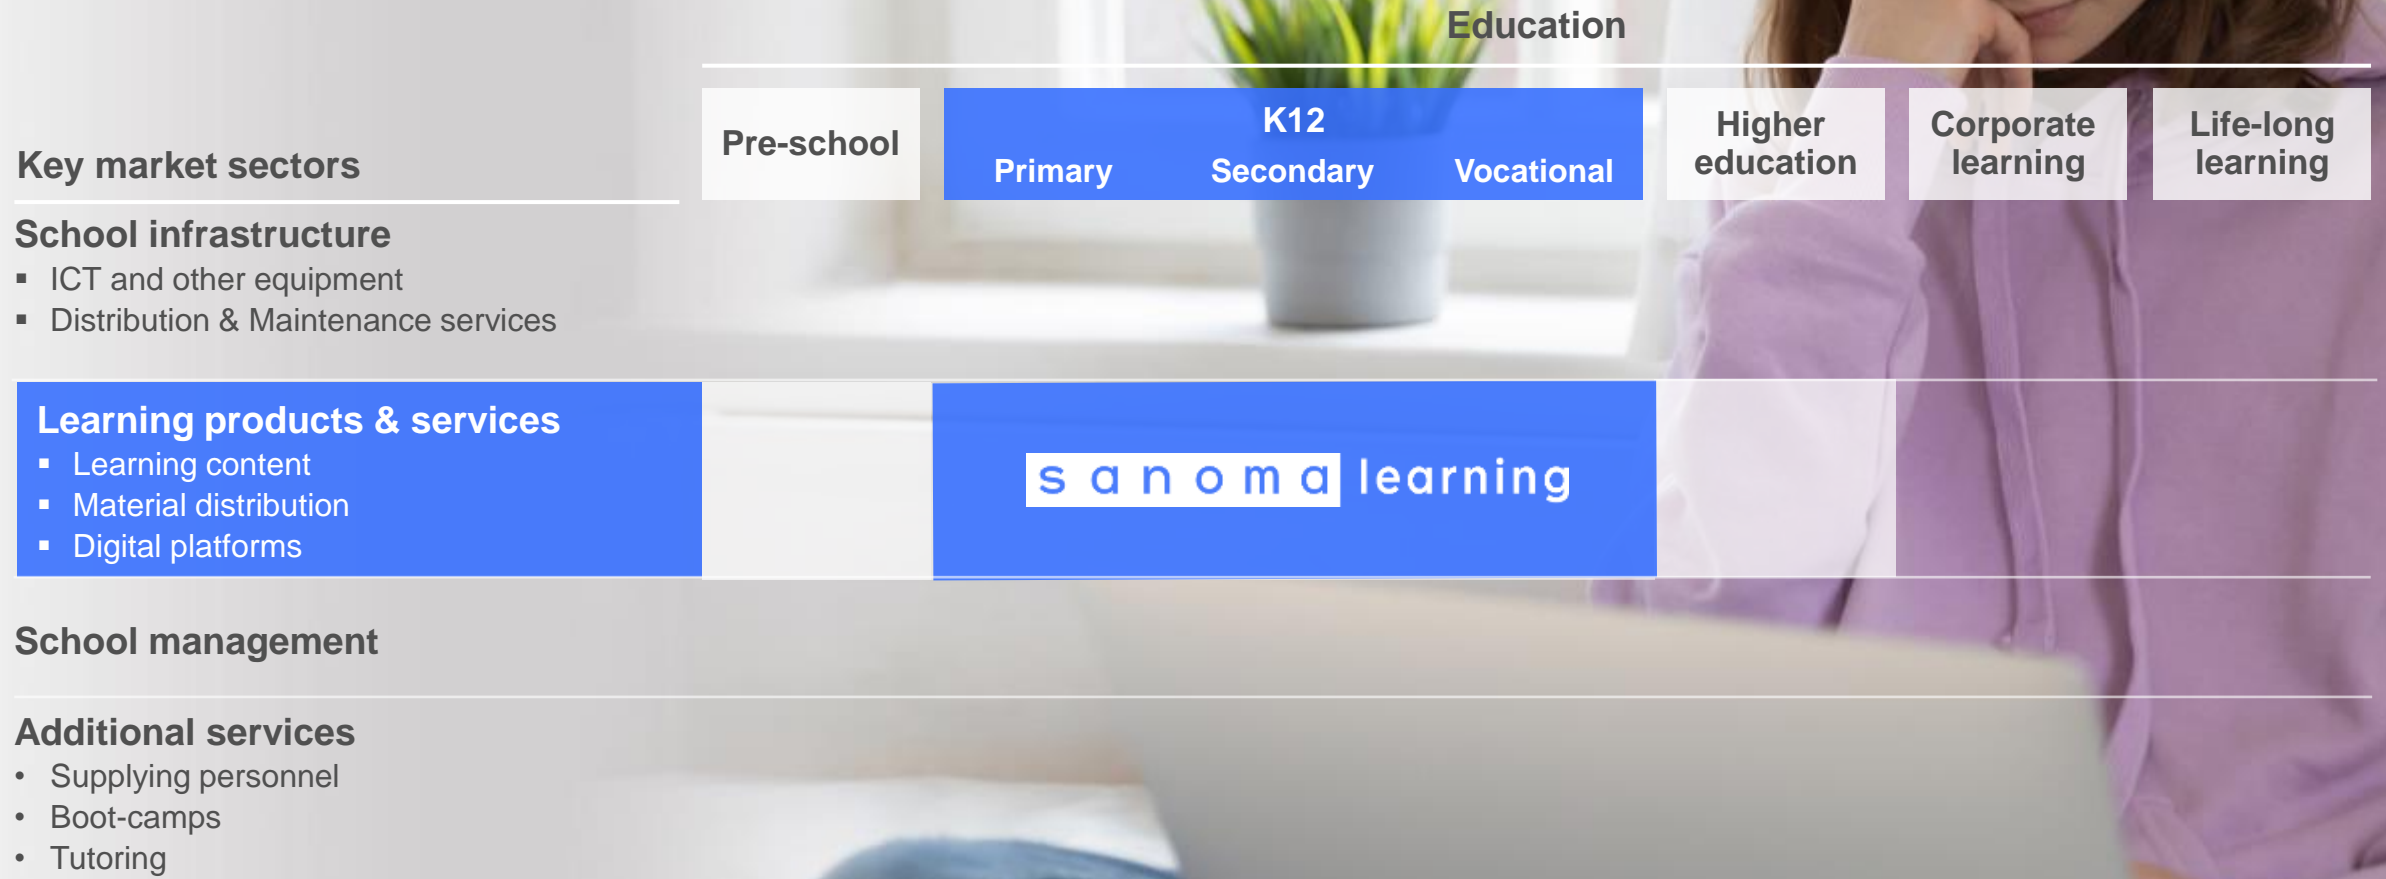 Education
Key market sectors
Pre-school
K12
Primary Secondary Vocational
Higher
education
Corporate
learning
Life-long
learning
School infrastructure
▪ ICT and other equipment
▪ Distribution & Maintenance services
Learning products & services
▪ Learning content
▪ Material distribution
▪ Digital platforms
sanoma learning
School management
Additional services
• Supplying personnel
• Boot-camps
• Tutoring